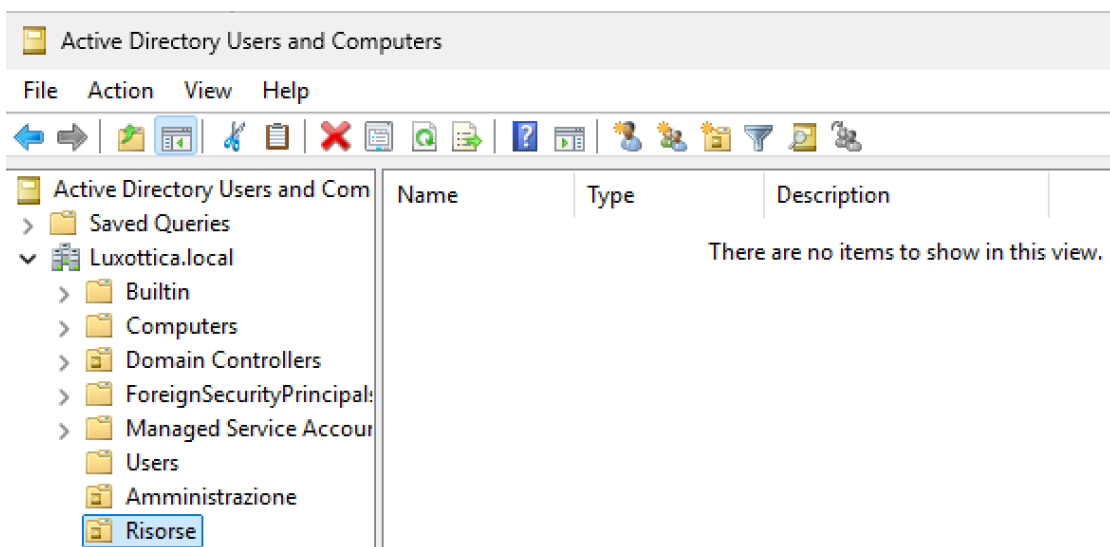 Active Directory Users and Computers
File Action View Help
Active Directory Users and Com
Name Type Description
Saved Queries
There are no items to show in this view.
Luxottica.local
Builtin
Computers
Domain Controllers
ForeignSecurityPrincipals
Managed Service Accoun
Users
Amministrazione
Risorse